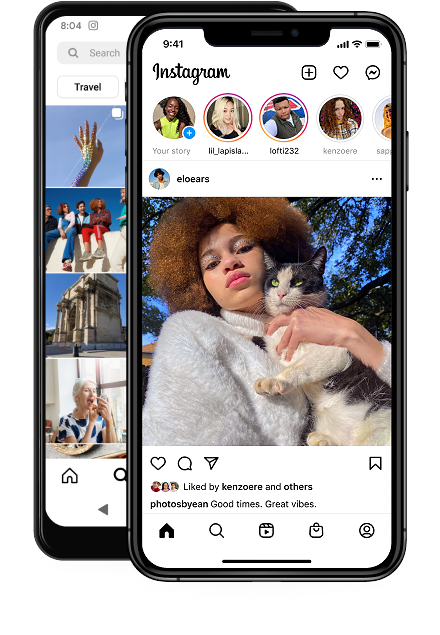 8:04
Search
Travel
9:41
Instagram
Your story
lil_lapisla...
lofti232
kenzoere
sap
eloears
Liked by kenzoere and others
photosbyean Good times. Great vibes.